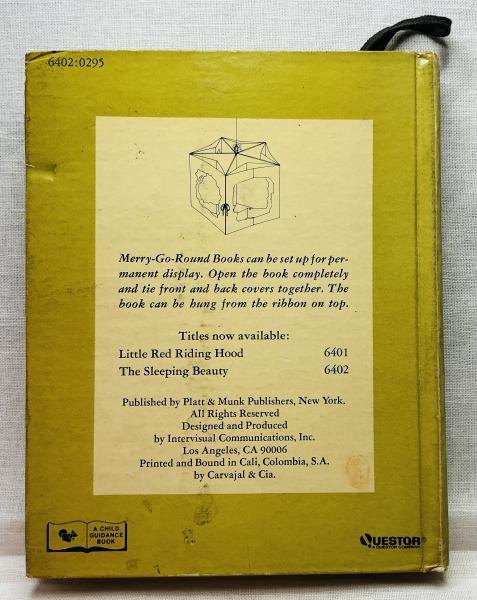 6402:0295
Merry-Go-Round Books can be set up for per-
manent display. Open the book completely
and tie front and back covers together. The
book can be hung from the ribbon on top.
Titles now available:
Little Red Riding Hood 6401
The Sleeping Beauty 6402
Published by Platt & Munk Publishers, New York.
All Rights Reserved
Designed and Produced
by Intervisual Communications, Inc.
Los Angeles, CA 90006
Printed and Bound in Cali, Colombia, S.A.
by Carvajal & Cia.
A CHILD
GUIDANCE
BOOK
QUESTOR®
A QUESTOR COMPANY